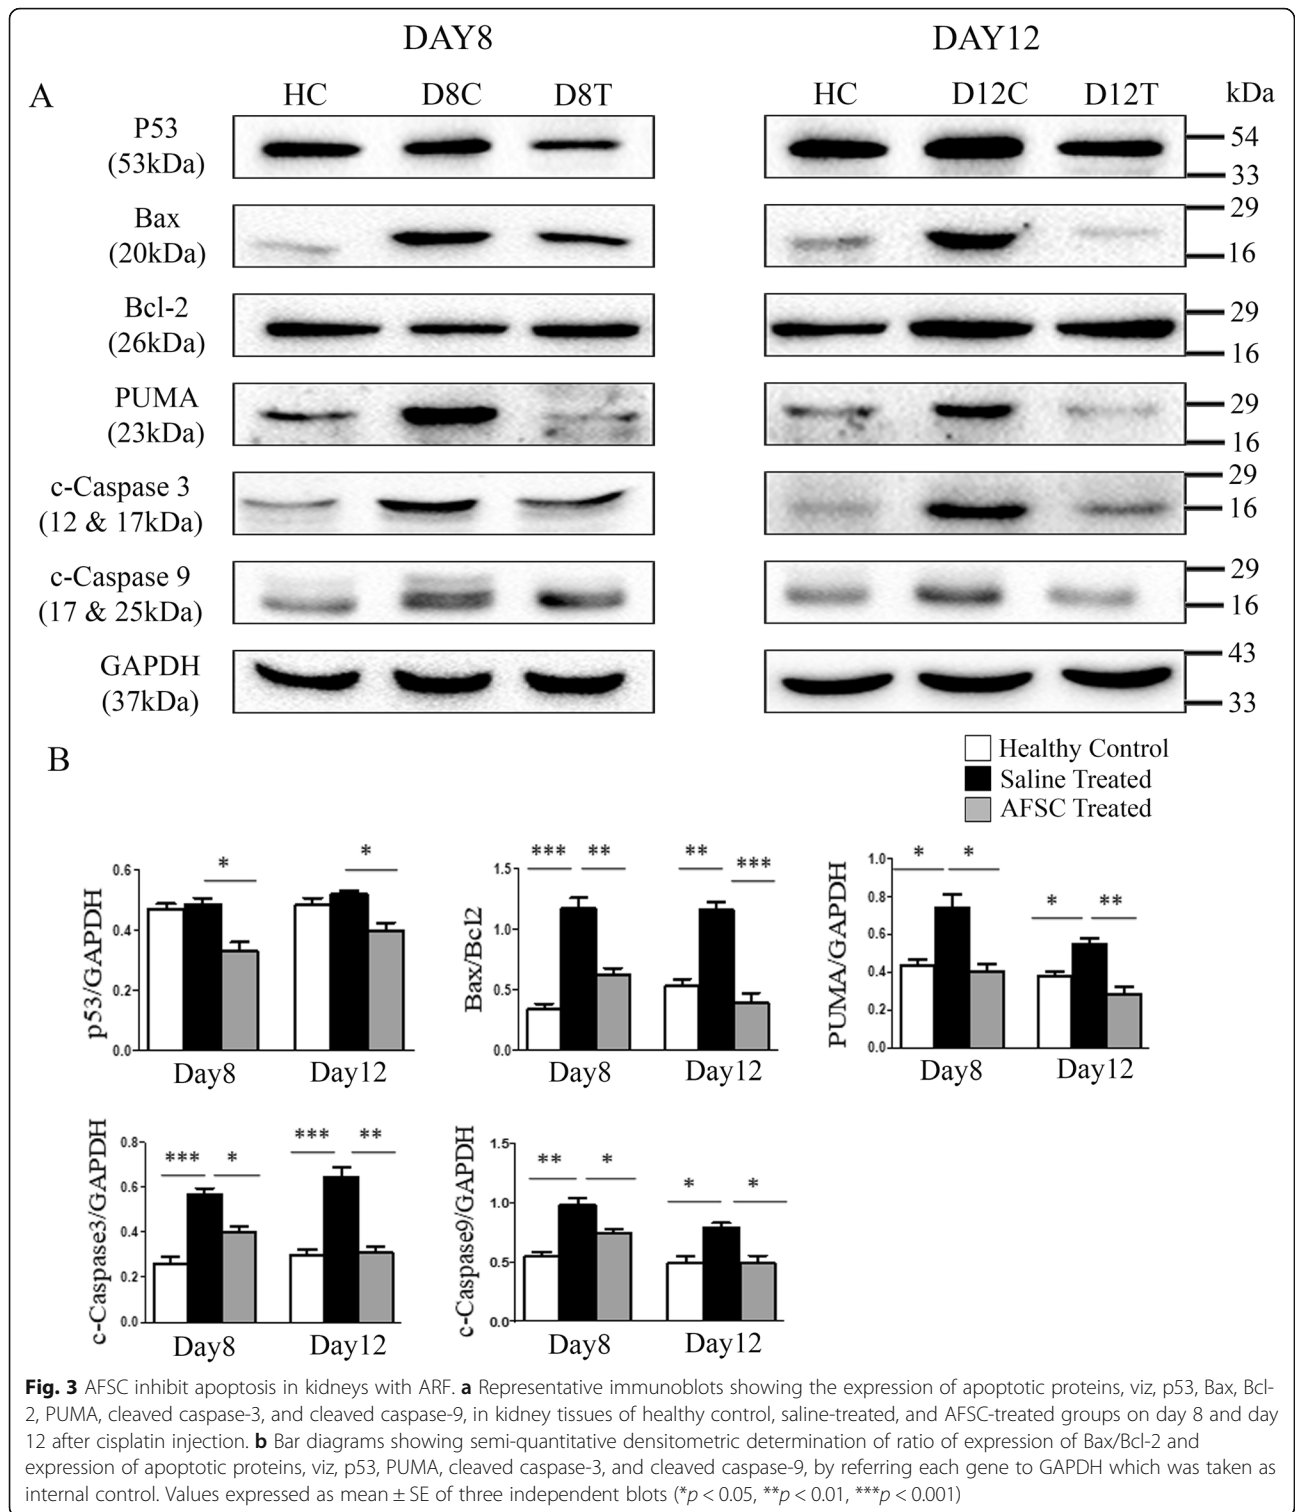 DAY8 DAY12
A HC D8C D8T HC D12C D12T kDa
P53
(53kDa)
54
33
Bax
(20kDa)
29
16
Bcl-2
(26kDa)
29
16
PUMA
(23kDa)
29
16
c-Caspase 3
(12 & 17kDa)
29
16
c-Caspase 9
(17 & 25kDa)
29
16
GAPDH
(37kDa)
43
33
B
Healthy Control
Saline Treated
AFSC Treated
p53/GAPDH
0.6
0.4
0.2
0.0
* *
Day8 Day12
Bax/Bcl2
1.5
1.0
0.5
0.0
*** ** ** ***
Day8 Day12
PUMA/GAPDH
1.0
0.8
0.6
0.4
0.2
0.0
* * * **
Day8 Day12
c-Caspase3/GAPDH
0.8
0.6
0.4
0.2
0.0
*** * *** **
Day8 Day12
c-Caspase9/GAPDH
1.5
1.0
0.5
0.0
** * * *
Day8 Day12
Fig. 3 AFSC inhibit apoptosis in kidneys with ARF. a Representative immunoblots showing the expression of apoptotic proteins, viz, p53, Bax, Bcl-
2, PUMA, cleaved caspase-3, and cleaved caspase-9, in kidney tissues of healthy control, saline-treated, and AFSC-treated groups on day 8 and day
12 after cisplatin injection. b Bar diagrams showing semi-quantitative densitometric determination of ratio of expression of Bax/Bcl-2 and
expression of apoptotic proteins, viz, p53, PUMA, cleaved caspase-3, and cleaved caspase-9, by referring each gene to GAPDH which was taken as
internal control. Values expressed as mean ± SE of three independent blots (*p < 0.05, **p < 0.01, ***p < 0.001)